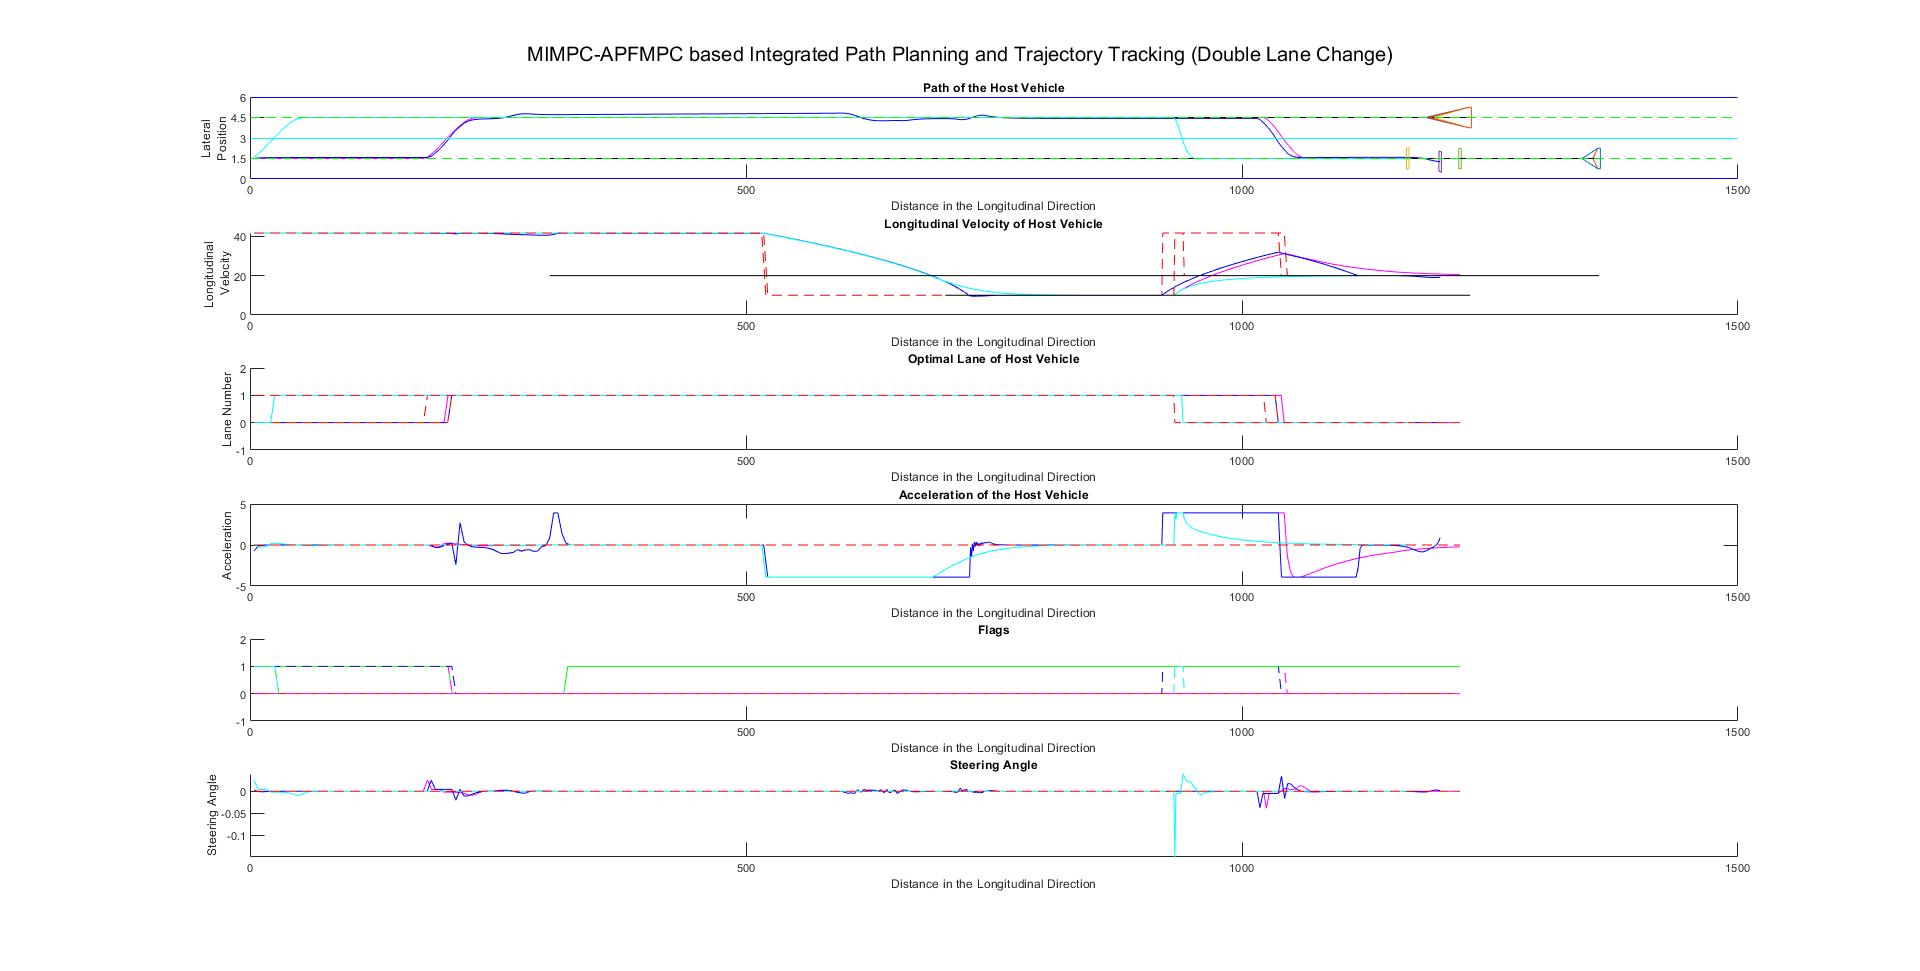 MIMPC-APFMPC based Integrated Path Planning and Trajectory Tracking (Double Lane Change)
Path of the Host Vehicle
Lateral
Position
6
4.5
3
1.5
0
0 500 1000 1500
Distance in the Longitudinal Direction
Longitudinal Velocity of Host Vehicle
Longitudinal
Velocity
40
20
0
0 500 1000 1500
Distance in the Longitudinal Direction
Optimal Lane of Host Vehicle
Lane Number
2
1
0
-1
0 500 1000 1500
Distance in the Longitudinal Direction
Acceleration of the Host Vehicle
Acceleration
5
0
-5
0 500 1000 1500
Distance in the Longitudinal Direction
Flags
2
1
0
-1
0 500 1000 1500
Distance in the Longitudinal Direction
Steering Angle
Steering Angle
0
-0.05
-0.1
0 500 1000 1500
Distance in the Longitudinal Direction